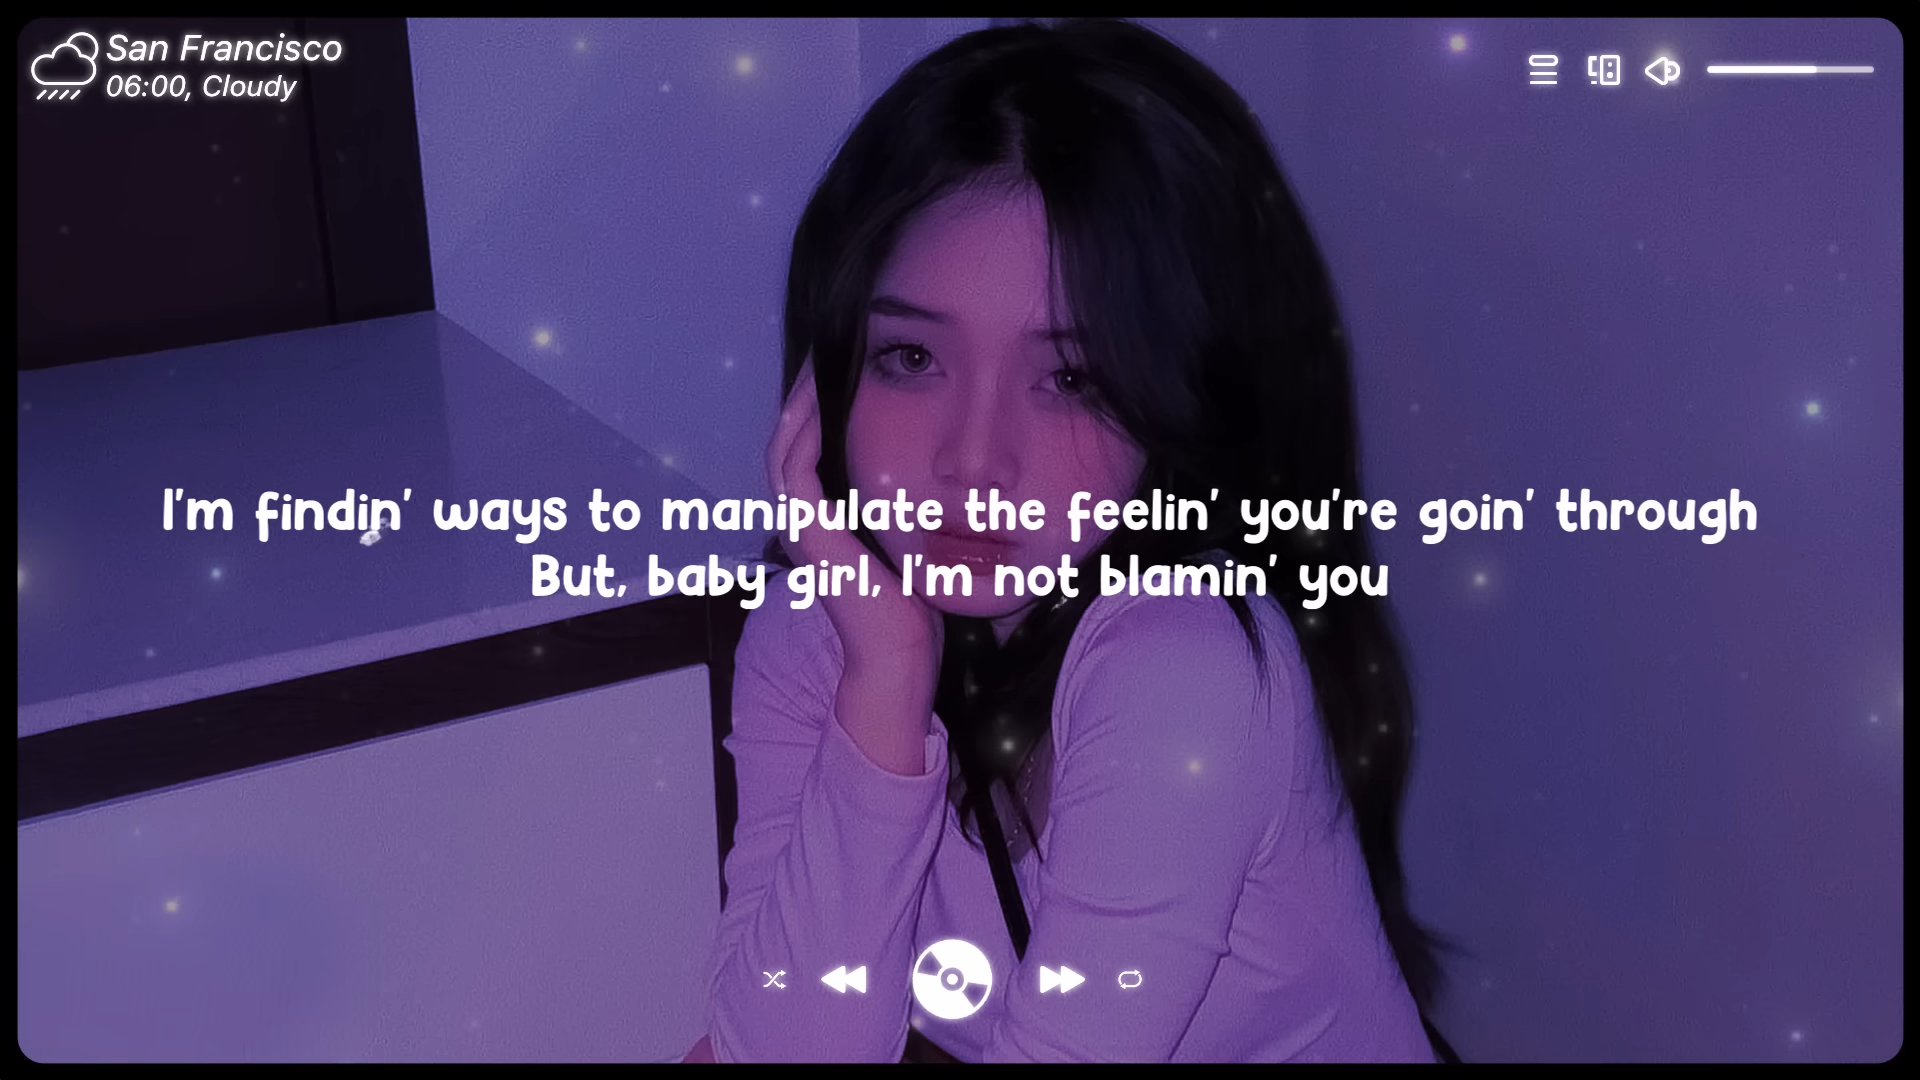 San Francisco
06:00, Cloudy
I'm findin' ways to manipulate the feelin' you're goin' through
But, baby girl, I'm not blamin' you